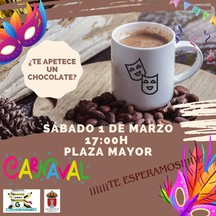 ¿TE APETECE
UN
CHOCOLATE?
SÁBADO 1 DE MARZO
17:00H
PLAZA MAYOR
CARNAVAL
¡¡¡¡¡¡TE ESPERAMOS!!!!!